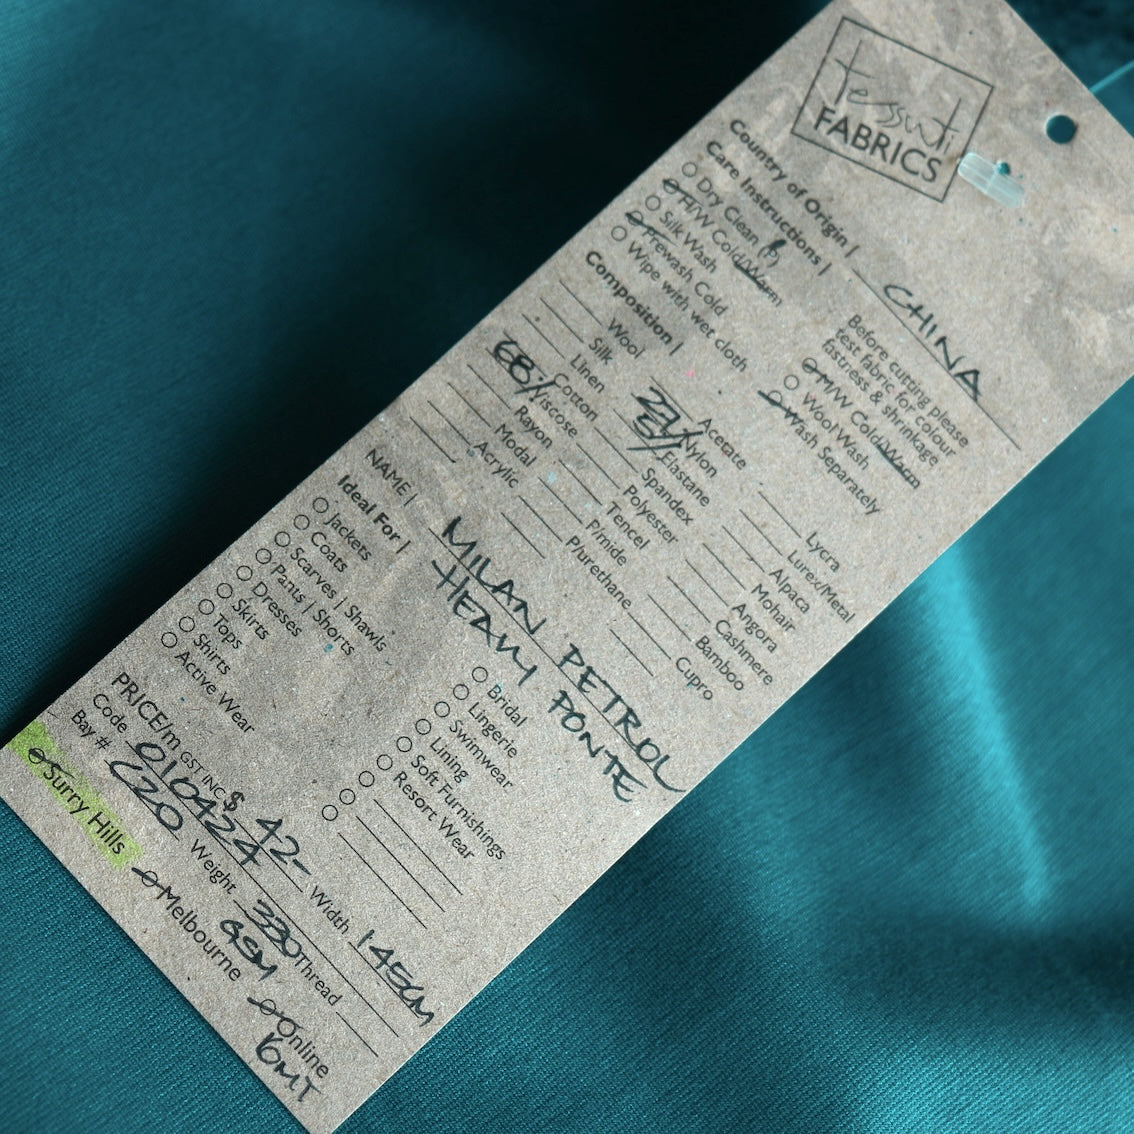 tessuti
FABRICS
Country of Origin | CHINA
Care Instructions |
Dry Clean (P)
H/W Cold/Warm
Silk Wash
Prewash Cold
Wipe with wet cloth
Before cutting please
test fabric for colour
fastness & shrinkage
M/W Cold/Warm
Wool Wash
Wash Separately
Composition |
Wool
Silk
Linen
Cotton
68/Viscose
Rayon
Modal
Acrylic
Acetate
27/Nylon
5/Elastane
Spandex
Polyester
Tencel
P/mide
P/urethane
Lycra
Lurex/Metal
Alpaca
Mohair
Angora
Cashmere
Bamboo
Cupro
NAME | MILAN PETROL
HEAVY PONTE
Ideal For |
Jackets
Coats
Scarves | Shawls
Pants | Shorts
Dresses
Skirts
Tops
Shirts
Active Wear
Bridal
Lingerie
Swimwear
Lining
Soft Furnishings
Resort Wear
PRICE/m GST INC $ 42- Width 145CM
Code 010424 Weight 330 GSM Thread
Bay # C20
Surry Hills Melbourne Online
10MT